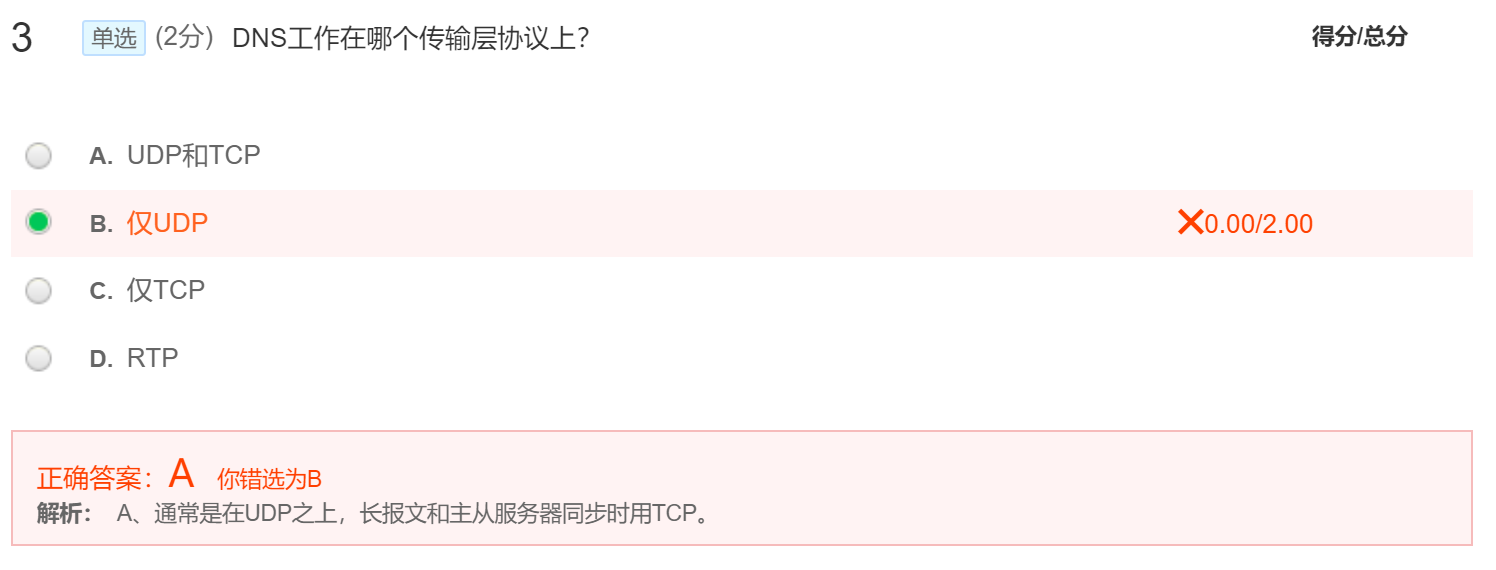 3 单选 (2分) DNS工作在哪个传输层协议上？ 得分/总分
A. UDP和TCP
B. 仅UDP ✕0.00/2.00
C. 仅TCP
D. RTP
正确答案：A 你错选为B
解析： A、通常是在UDP之上，长报文和主从服务器同步时用TCP。